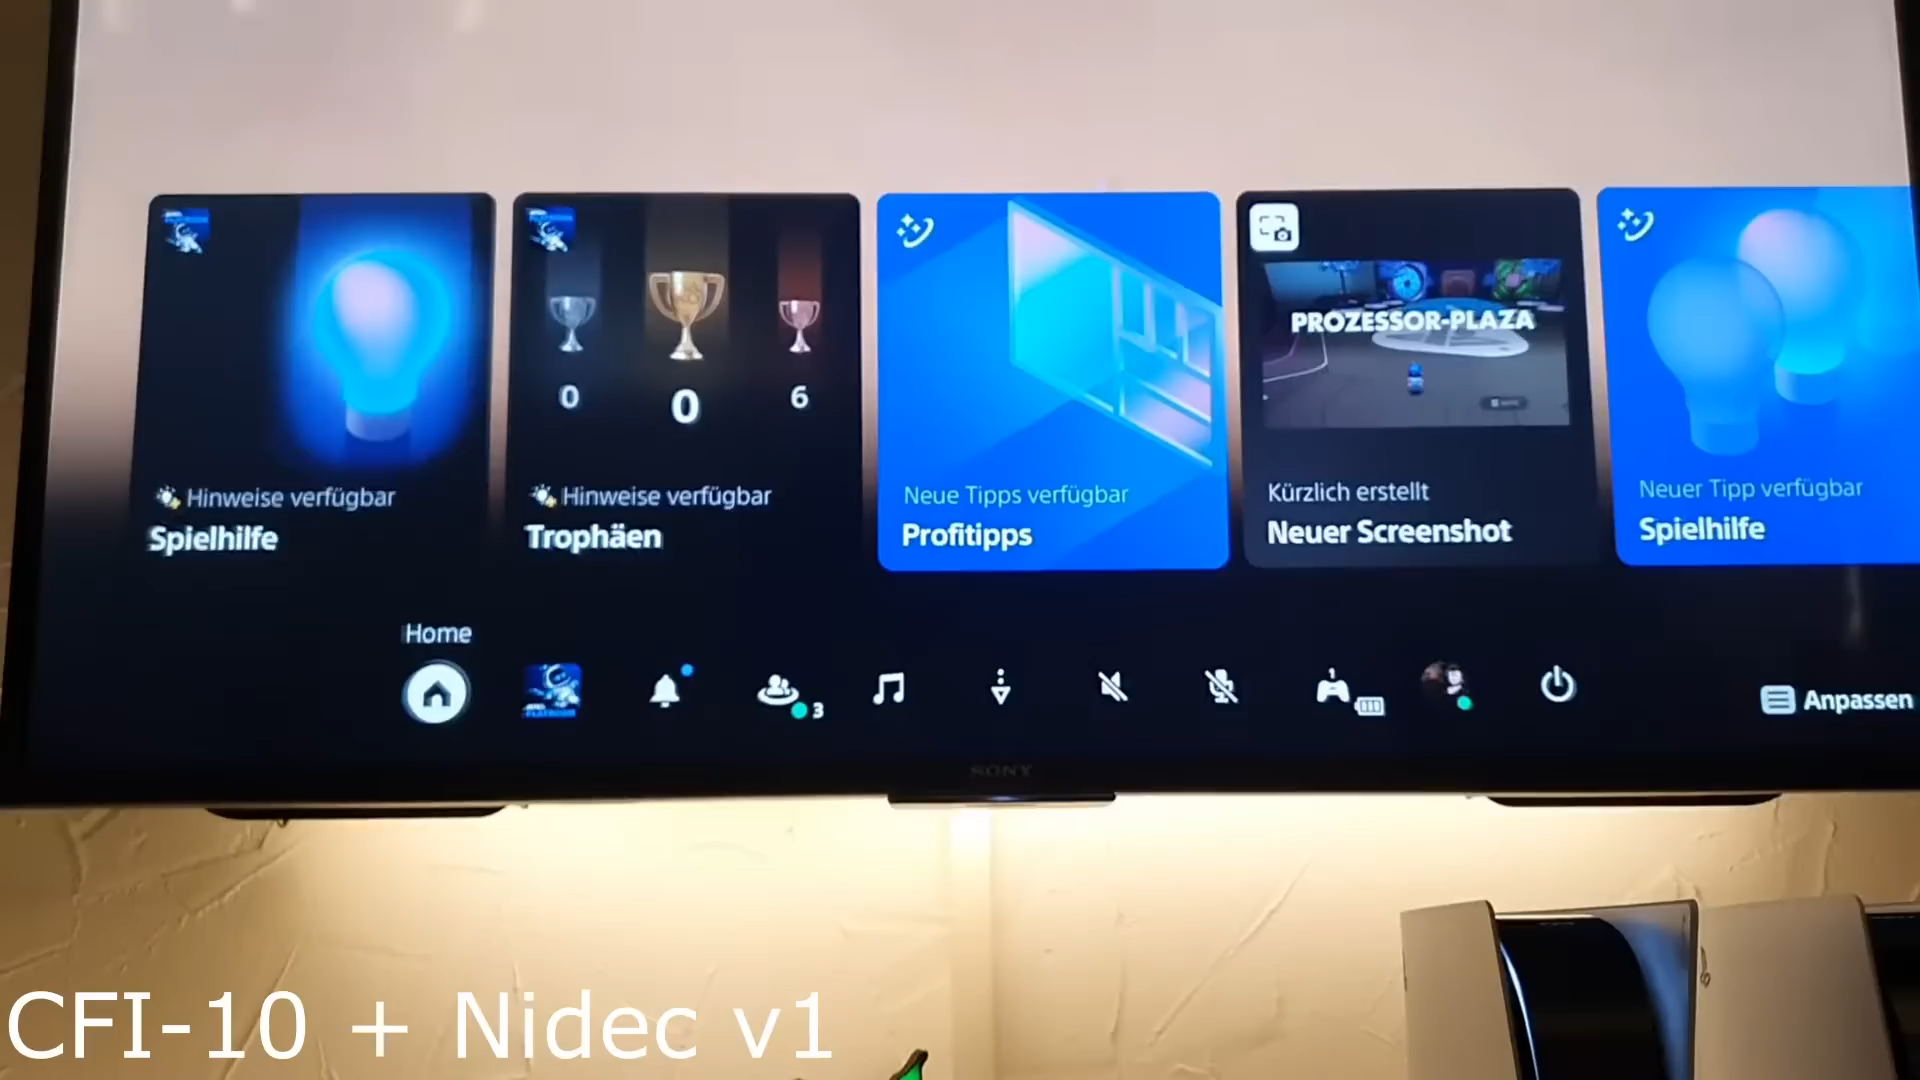 PROZESSOR-PLAZA
0
0
6
Hinweise verfügbar
Spielhilfe
Hinweise verfügbar
Trophäen
Neue Tipps verfügbar
Profitipps
Kürzlich erstellt
Neuer Screenshot
Neuer Tipp verfügbar
Spielhilfe
Home
3
Anpassen
SONY
CFI-10 + Nidec v1